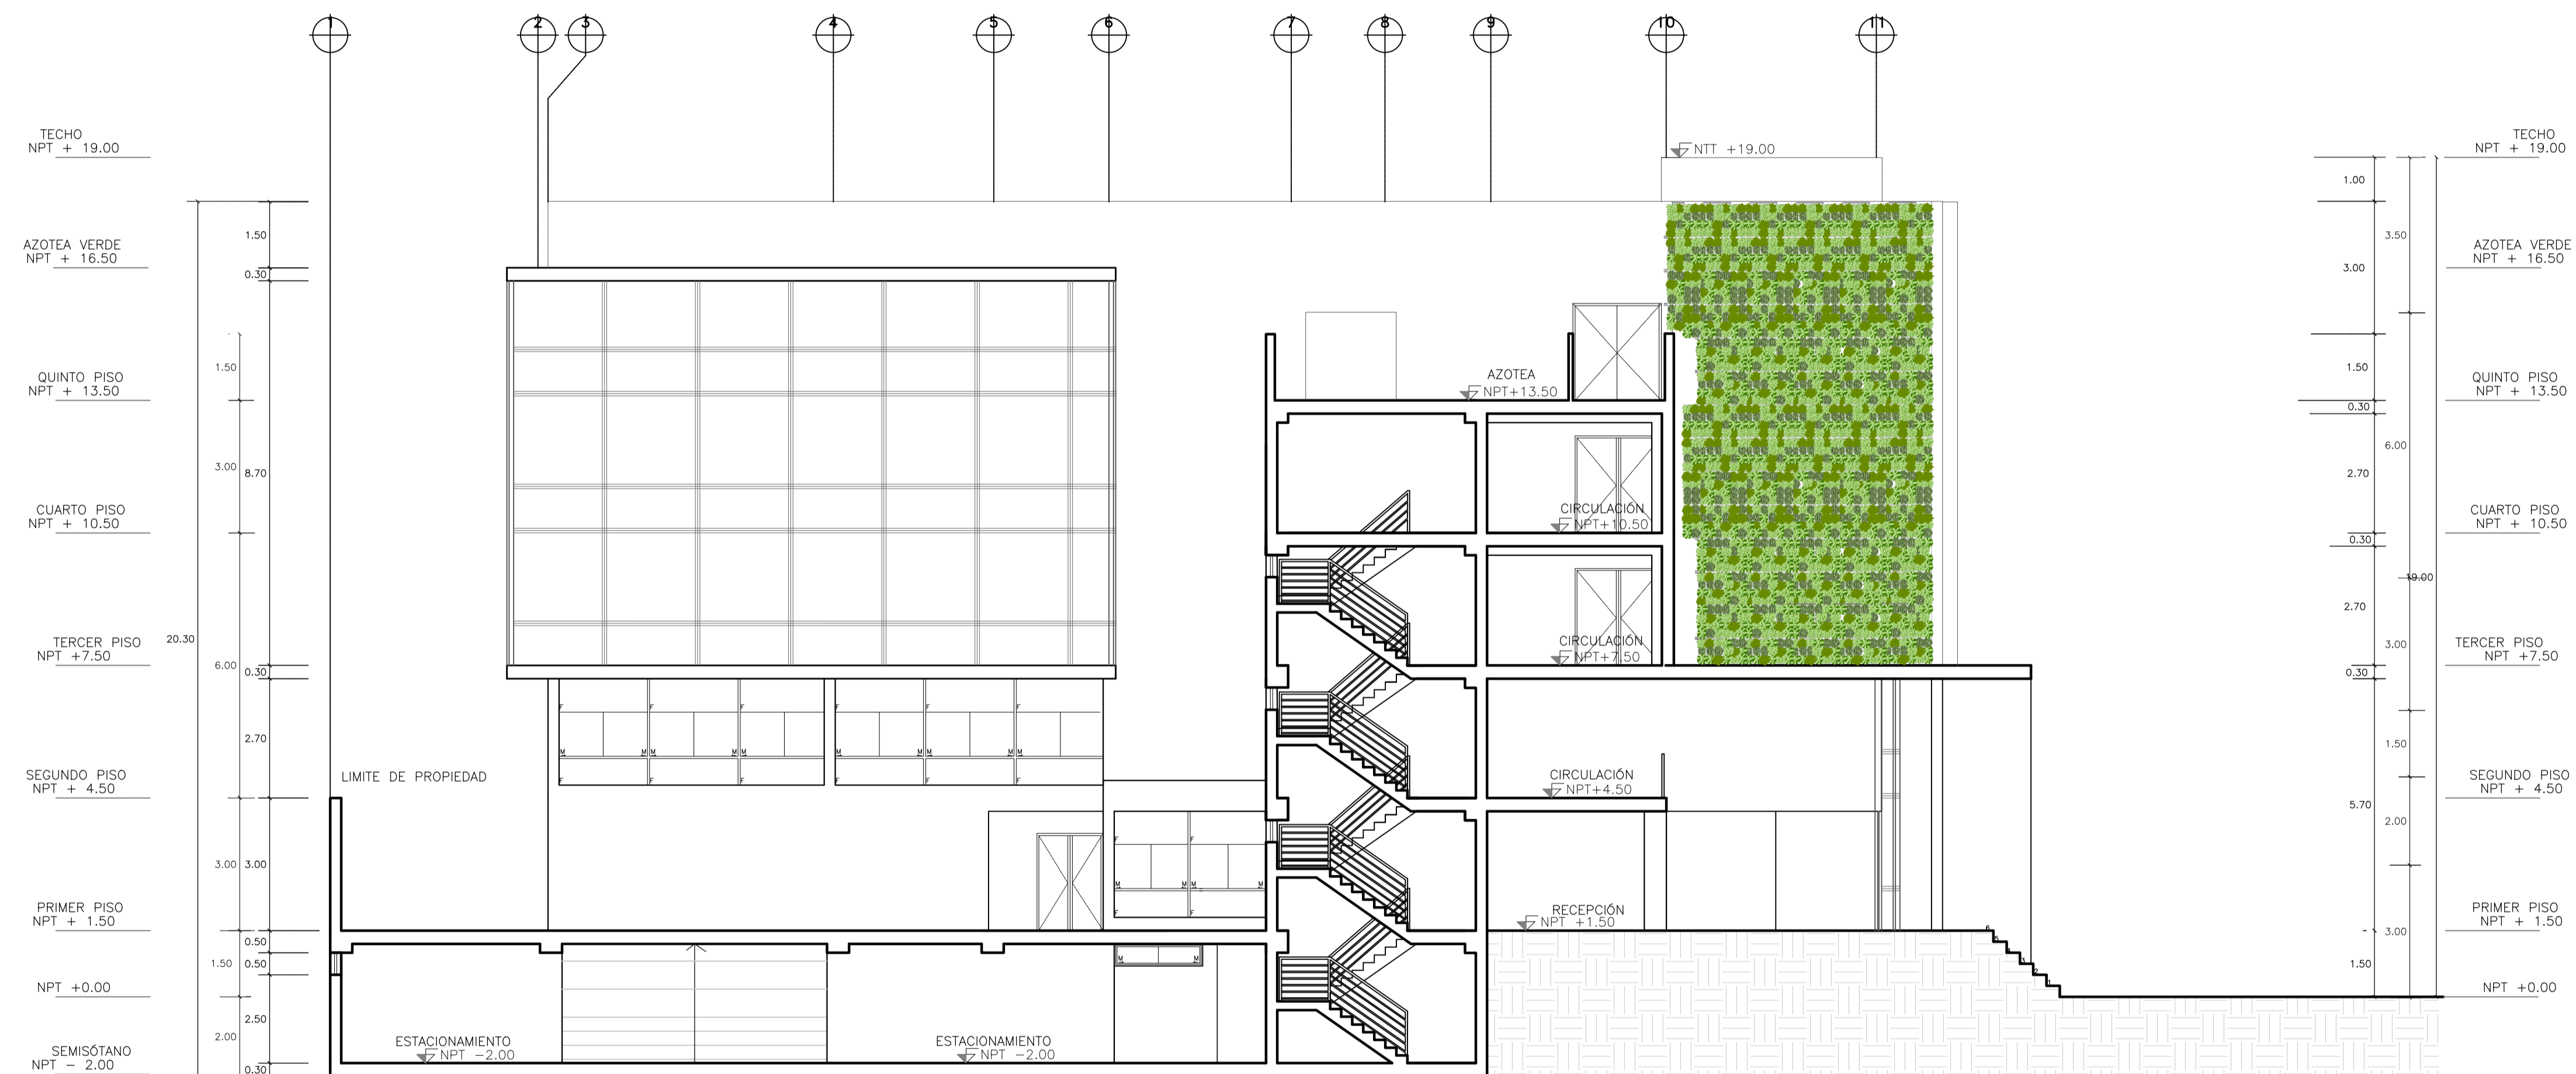 1 2 3 4 5 6 7 8 9 10 11
TECHO
NPT + 19.00
AZOTEA VERDE
NPT + 16.50
QUINTO PISO
NPT + 13.50
CUARTO PISO
NPT + 10.50
TERCER PISO
NPT +7.50
SEGUNDO PISO
NPT + 4.50
PRIMER PISO
NPT + 1.50
NPT +0.00
SEMISÓTANO
NPT − 2.00
20.30
1.50
3.00
6.00
3.00
1.50
2.00
1.50
0.30
8.70
0.30
2.70
3.00
0.50
0.50
2.50
0.30
LIMITE DE PROPIEDAD
F F F F F F
M M M M M M M M M
F F F F F F
F F
M M M M
F F
M M
ESTACIONAMIENTO
NPT −2.00
ESTACIONAMIENTO
NPT −2.00
NTT +19.00
AZOTEA
NPT+13.50
CIRCULACIÓN
NPT+10.50
CIRCULACIÓN
NPT+7.50
CIRCULACIÓN
NPT+4.50
RECEPCIÓN
NPT +1.50
6
5
4
3
2
1
1.00
3.00
1.50
0.30
2.70
0.30
2.70
0.30
5.70
1.50
3.50
6.00
3.00
1.50
2.00
3.00
19.00
TECHO
NPT + 19.00
AZOTEA VERDE
NPT + 16.50
QUINTO PISO
NPT + 13.50
CUARTO PISO
NPT + 10.50
TERCER PISO
NPT +7.50
SEGUNDO PISO
NPT + 4.50
PRIMER PISO
NPT + 1.50
NPT +0.00